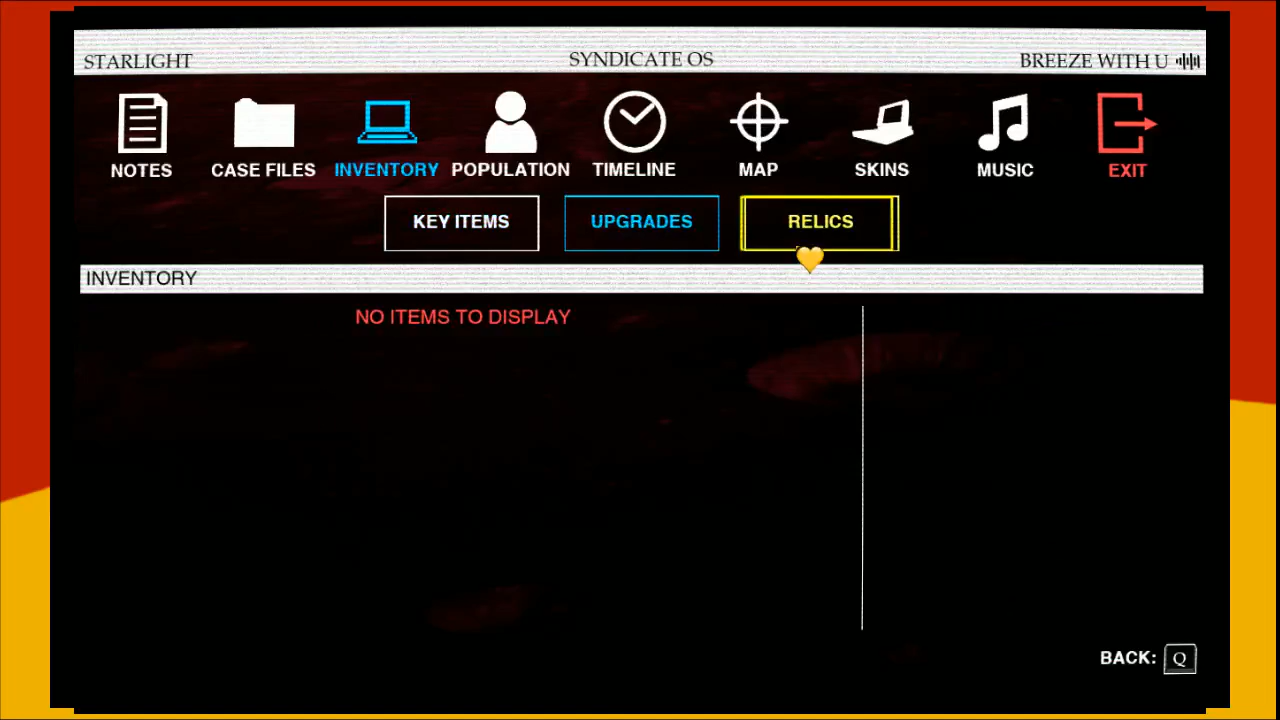 STARLIGHT SYNDICATE OS BREEZE WITH U
NOTES CASE FILES INVENTORY POPULATION TIMELINE MAP SKINS MUSIC EXIT
KEY ITEMS UPGRADES RELICS
INVENTORY
NO ITEMS TO DISPLAY
BACK: Q